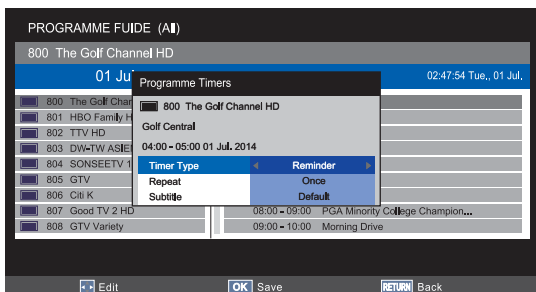 PROGRAMME FUIDE (All)
800 The Golf Channel HD
01 Jul
02:47:54 Tue,, 01 Jul,
Programme Timers
800 The Golf Channel HD
Golf Central
04:00 - 05:00 01 Jul. 2014
Timer Type Reminder
Repeat Once
Subtitle Default
800 The Golf Chan
801 HBO Family H
802 TTV HD
803 DW-TW ASIE
804 SONSEETV 1
805 GTV
806 Citi K
807 Good TV 2 HD
808 GTV Variety
08:00 - 09:00 PGA Minority College Champion...
09:00 - 10:00 Morning Drive
Edit
OK Save
RETURN Back